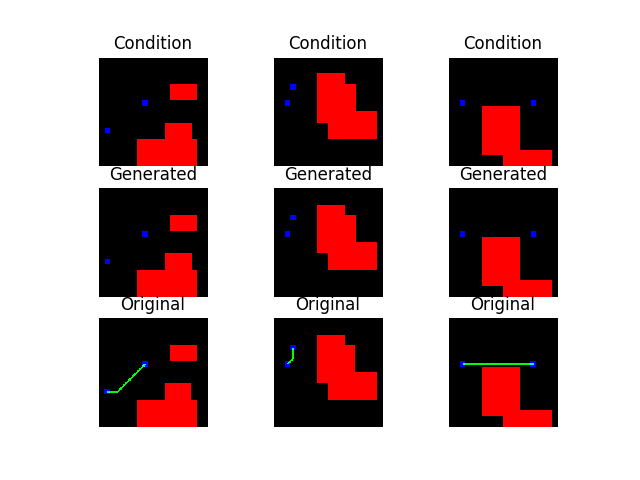 Condition Condition Condition
Generated Generated Generated
Original Original Original